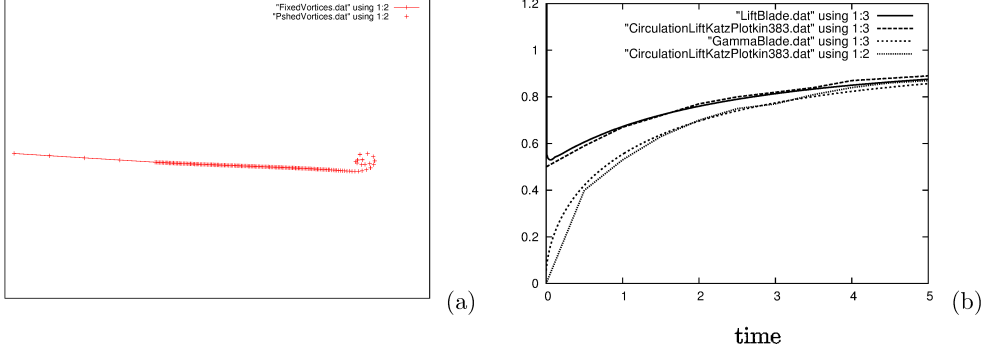 "FixedVortices.dat" using 1:2
"PshedVortices.dat" using 1:2
(a)
1.2
1
0.8
0.6
0.4
0.2
0
"LiftBlade.dat" using 1:3
"CirculationLiftKatzPlotkin383.dat" using 1:3
"GammaBlade.dat" using 1:3
"CirculationLiftKatzPlotkin383.dat" using 1:2
0 1 2 3 4 5
time
(b)